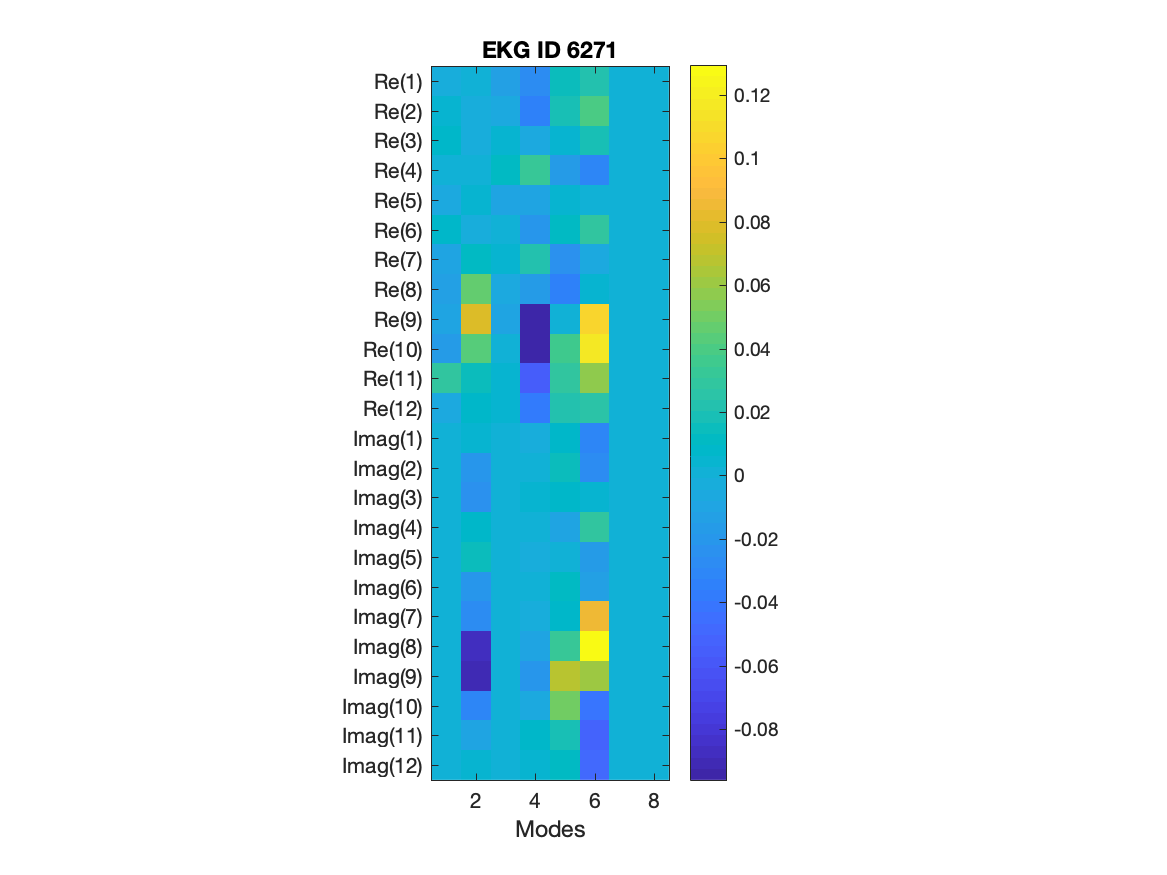 EKG ID 6271
Re(1)
Re(2)
Re(3)
Re(4)
Re(5)
Re(6)
Re(7)
Re(8)
Re(9)
Re(10)
Re(11)
Re(12)
Imag(1)
Imag(2)
Imag(3)
Imag(4)
Imag(5)
Imag(6)
Imag(7)
Imag(8)
Imag(9)
Imag(10)
Imag(11)
Imag(12)
2 4 6 8
Modes
0.12
0.1
0.08
0.06
0.04
0.02
0
-0.02
-0.04
-0.06
-0.08